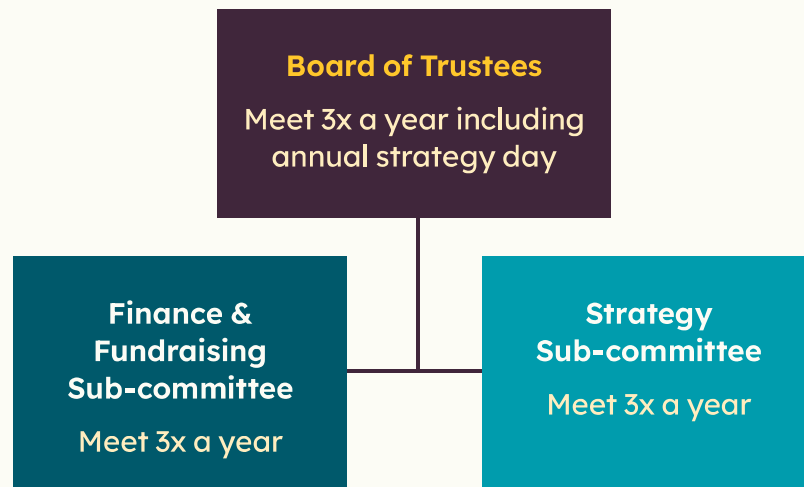 Board of Trustees
Meet 3x a year including
annual strategy day
Finance &
Fundraising
Sub-committee
Meet 3x a year
Strategy
Sub-committee
Meet 3x a year